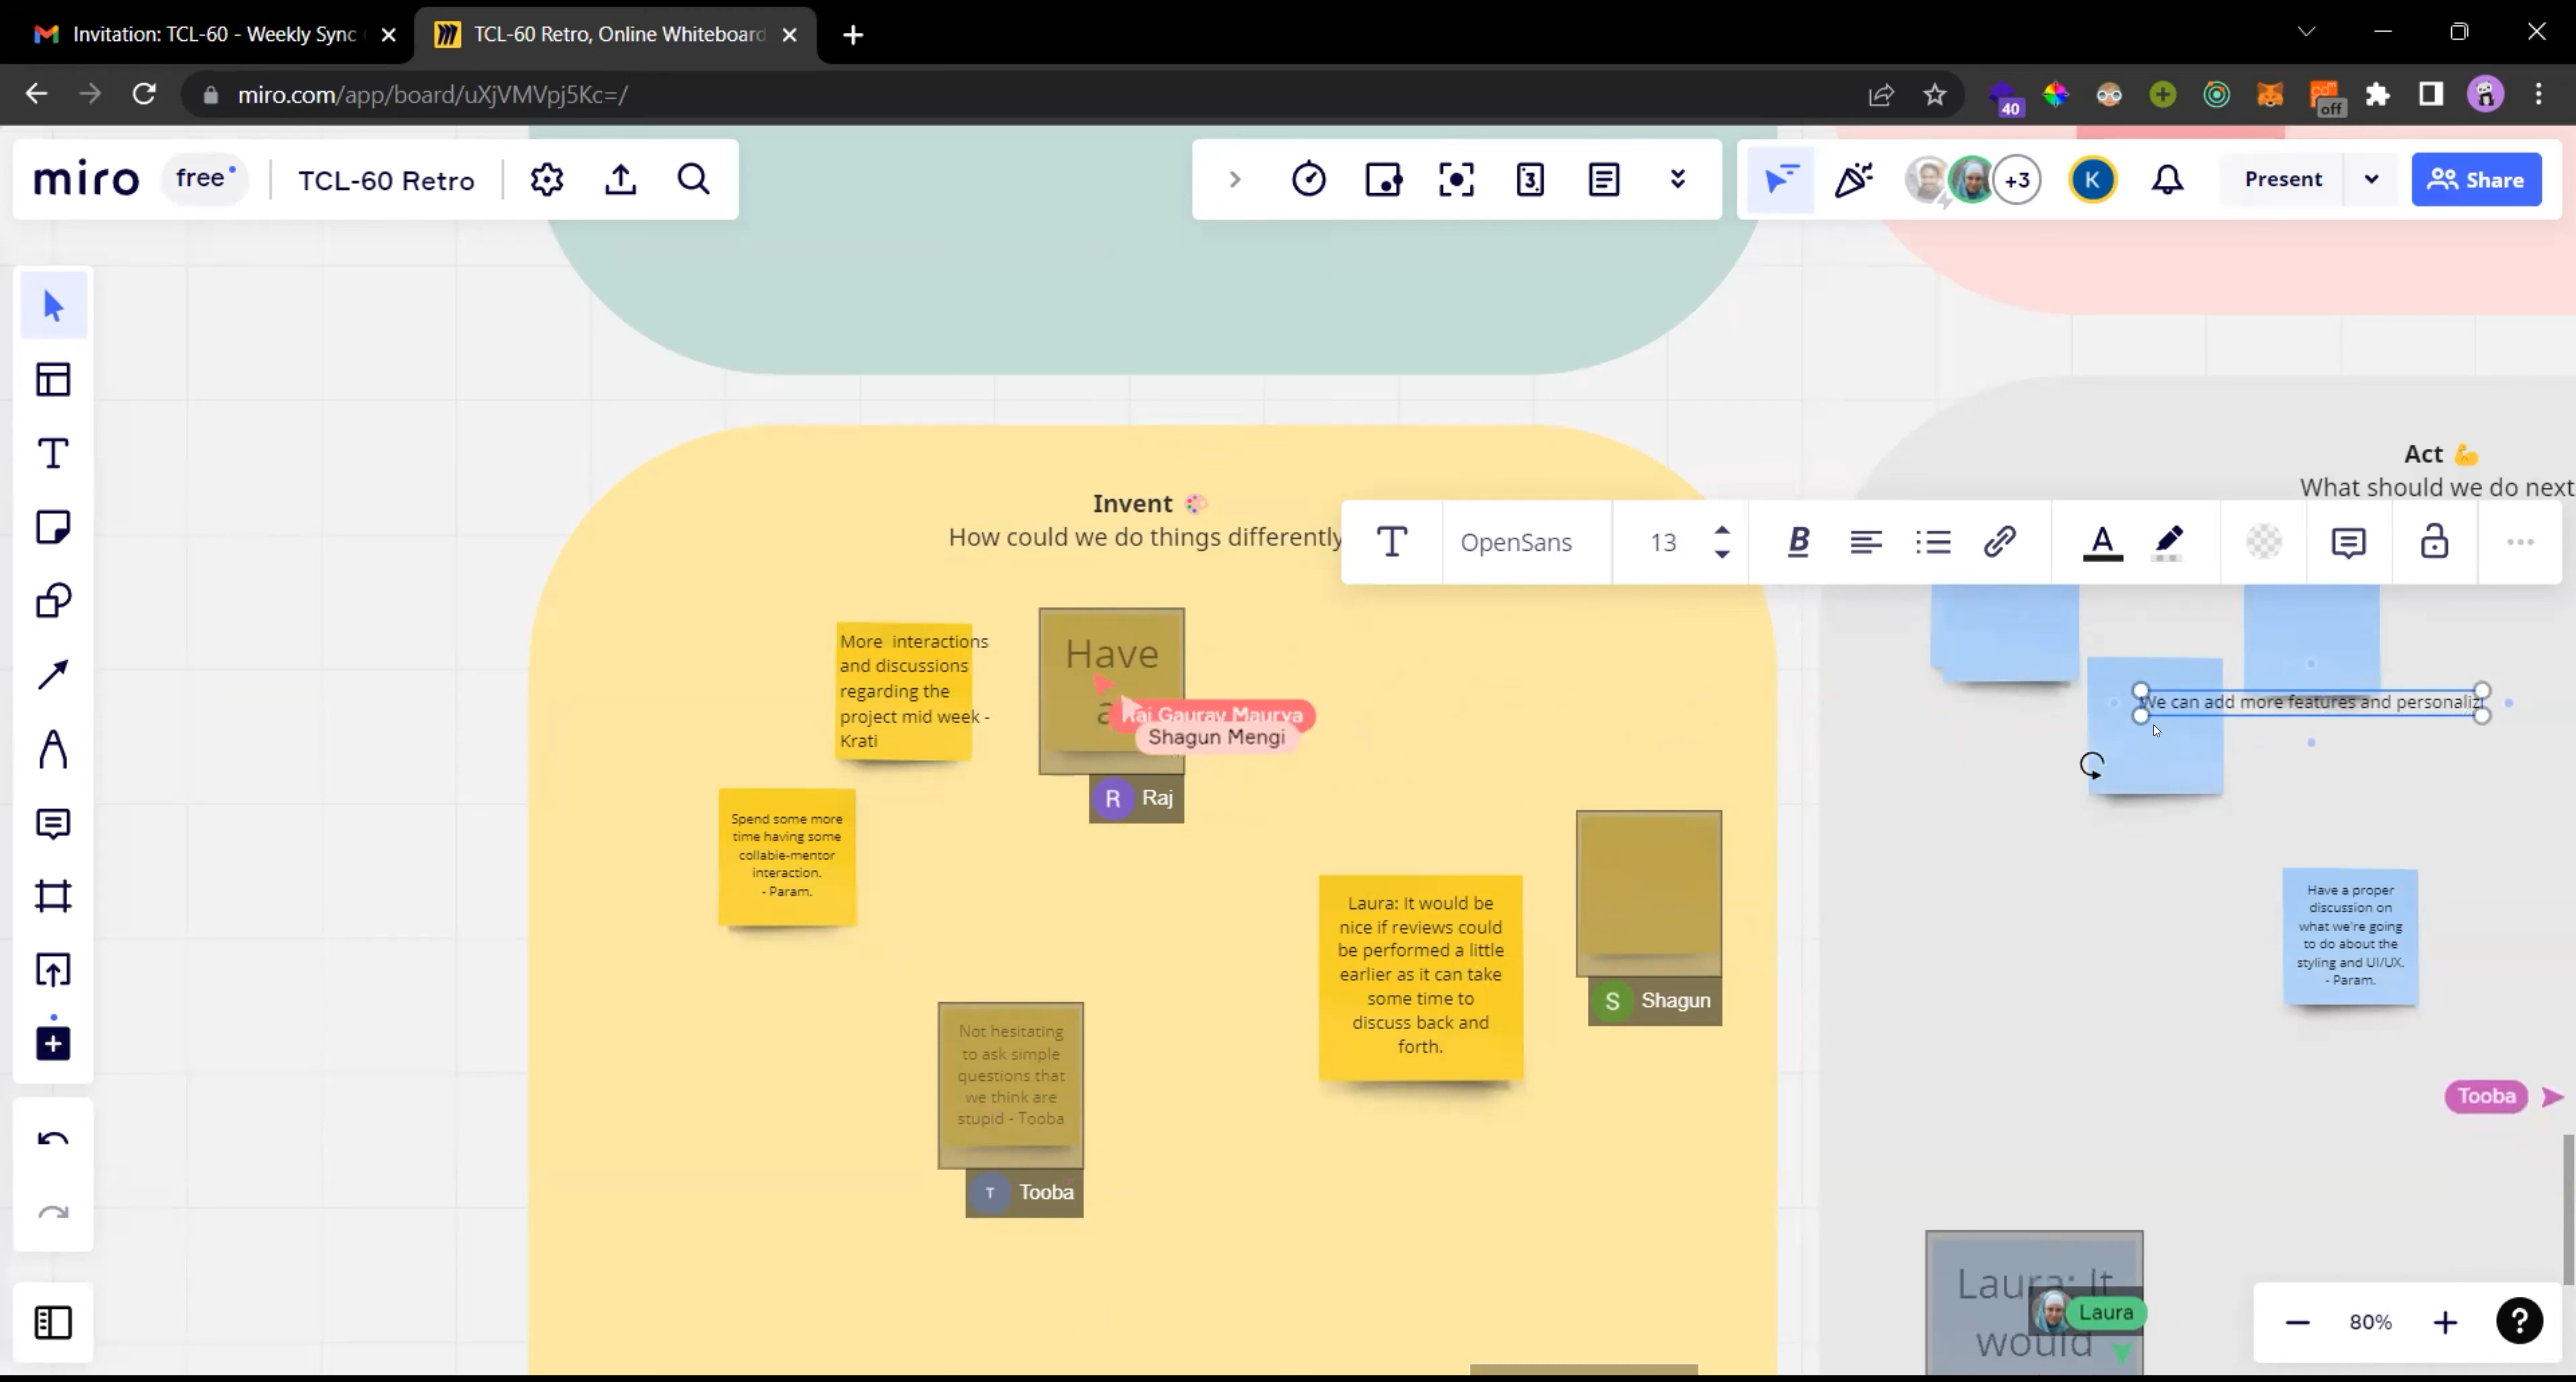 Invitation: TCL-60 - Weekly Sync
TCL-60 Retro, Online Whiteboard
miro.com/app/board/uXjVMVpj5Kc=/
40
off
miro
free
TCL-60 Retro
3
+3
K
Present
Share
Act 💪
What should we do next
Invent 🎨
How could we do things differently
OpenSans
13
B
A
More interactions
and discussions
regarding the
project mid week -
Krati
Have
a
Raj Gaurav Maurya
Shagun Mengi
R Raj
We can add more features and personaliz
Spend some more
time having some
collabie-mentor
interaction.
- Param.
Laura: It would be
nice if reviews could
be performed a little
earlier as it can take
some time to
discuss back and
forth.
S Shagun
Have a proper
discussion on
what we're going
to do about the
styling and UI/UX.
- Param.
Not hesitating
to ask simple
questions that
we think are
stupid - Tooba
T Tooba
Tooba
Laura: It
would
Laura
80%
?